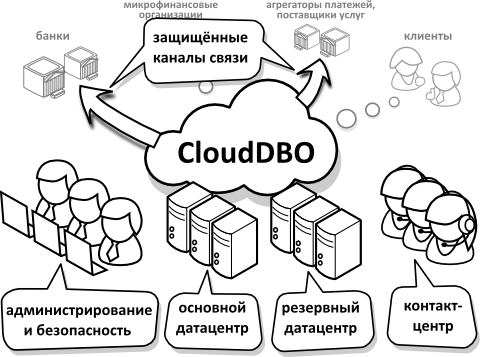 микрофинансовые
организации
агрегаторы платежей,
поставщики услуг
банки
клиенты
защищённые
каналы связи
CloudDBO
администрирование
и безопасность
основной
датацентр
резервный
датацентр
контакт-
центр